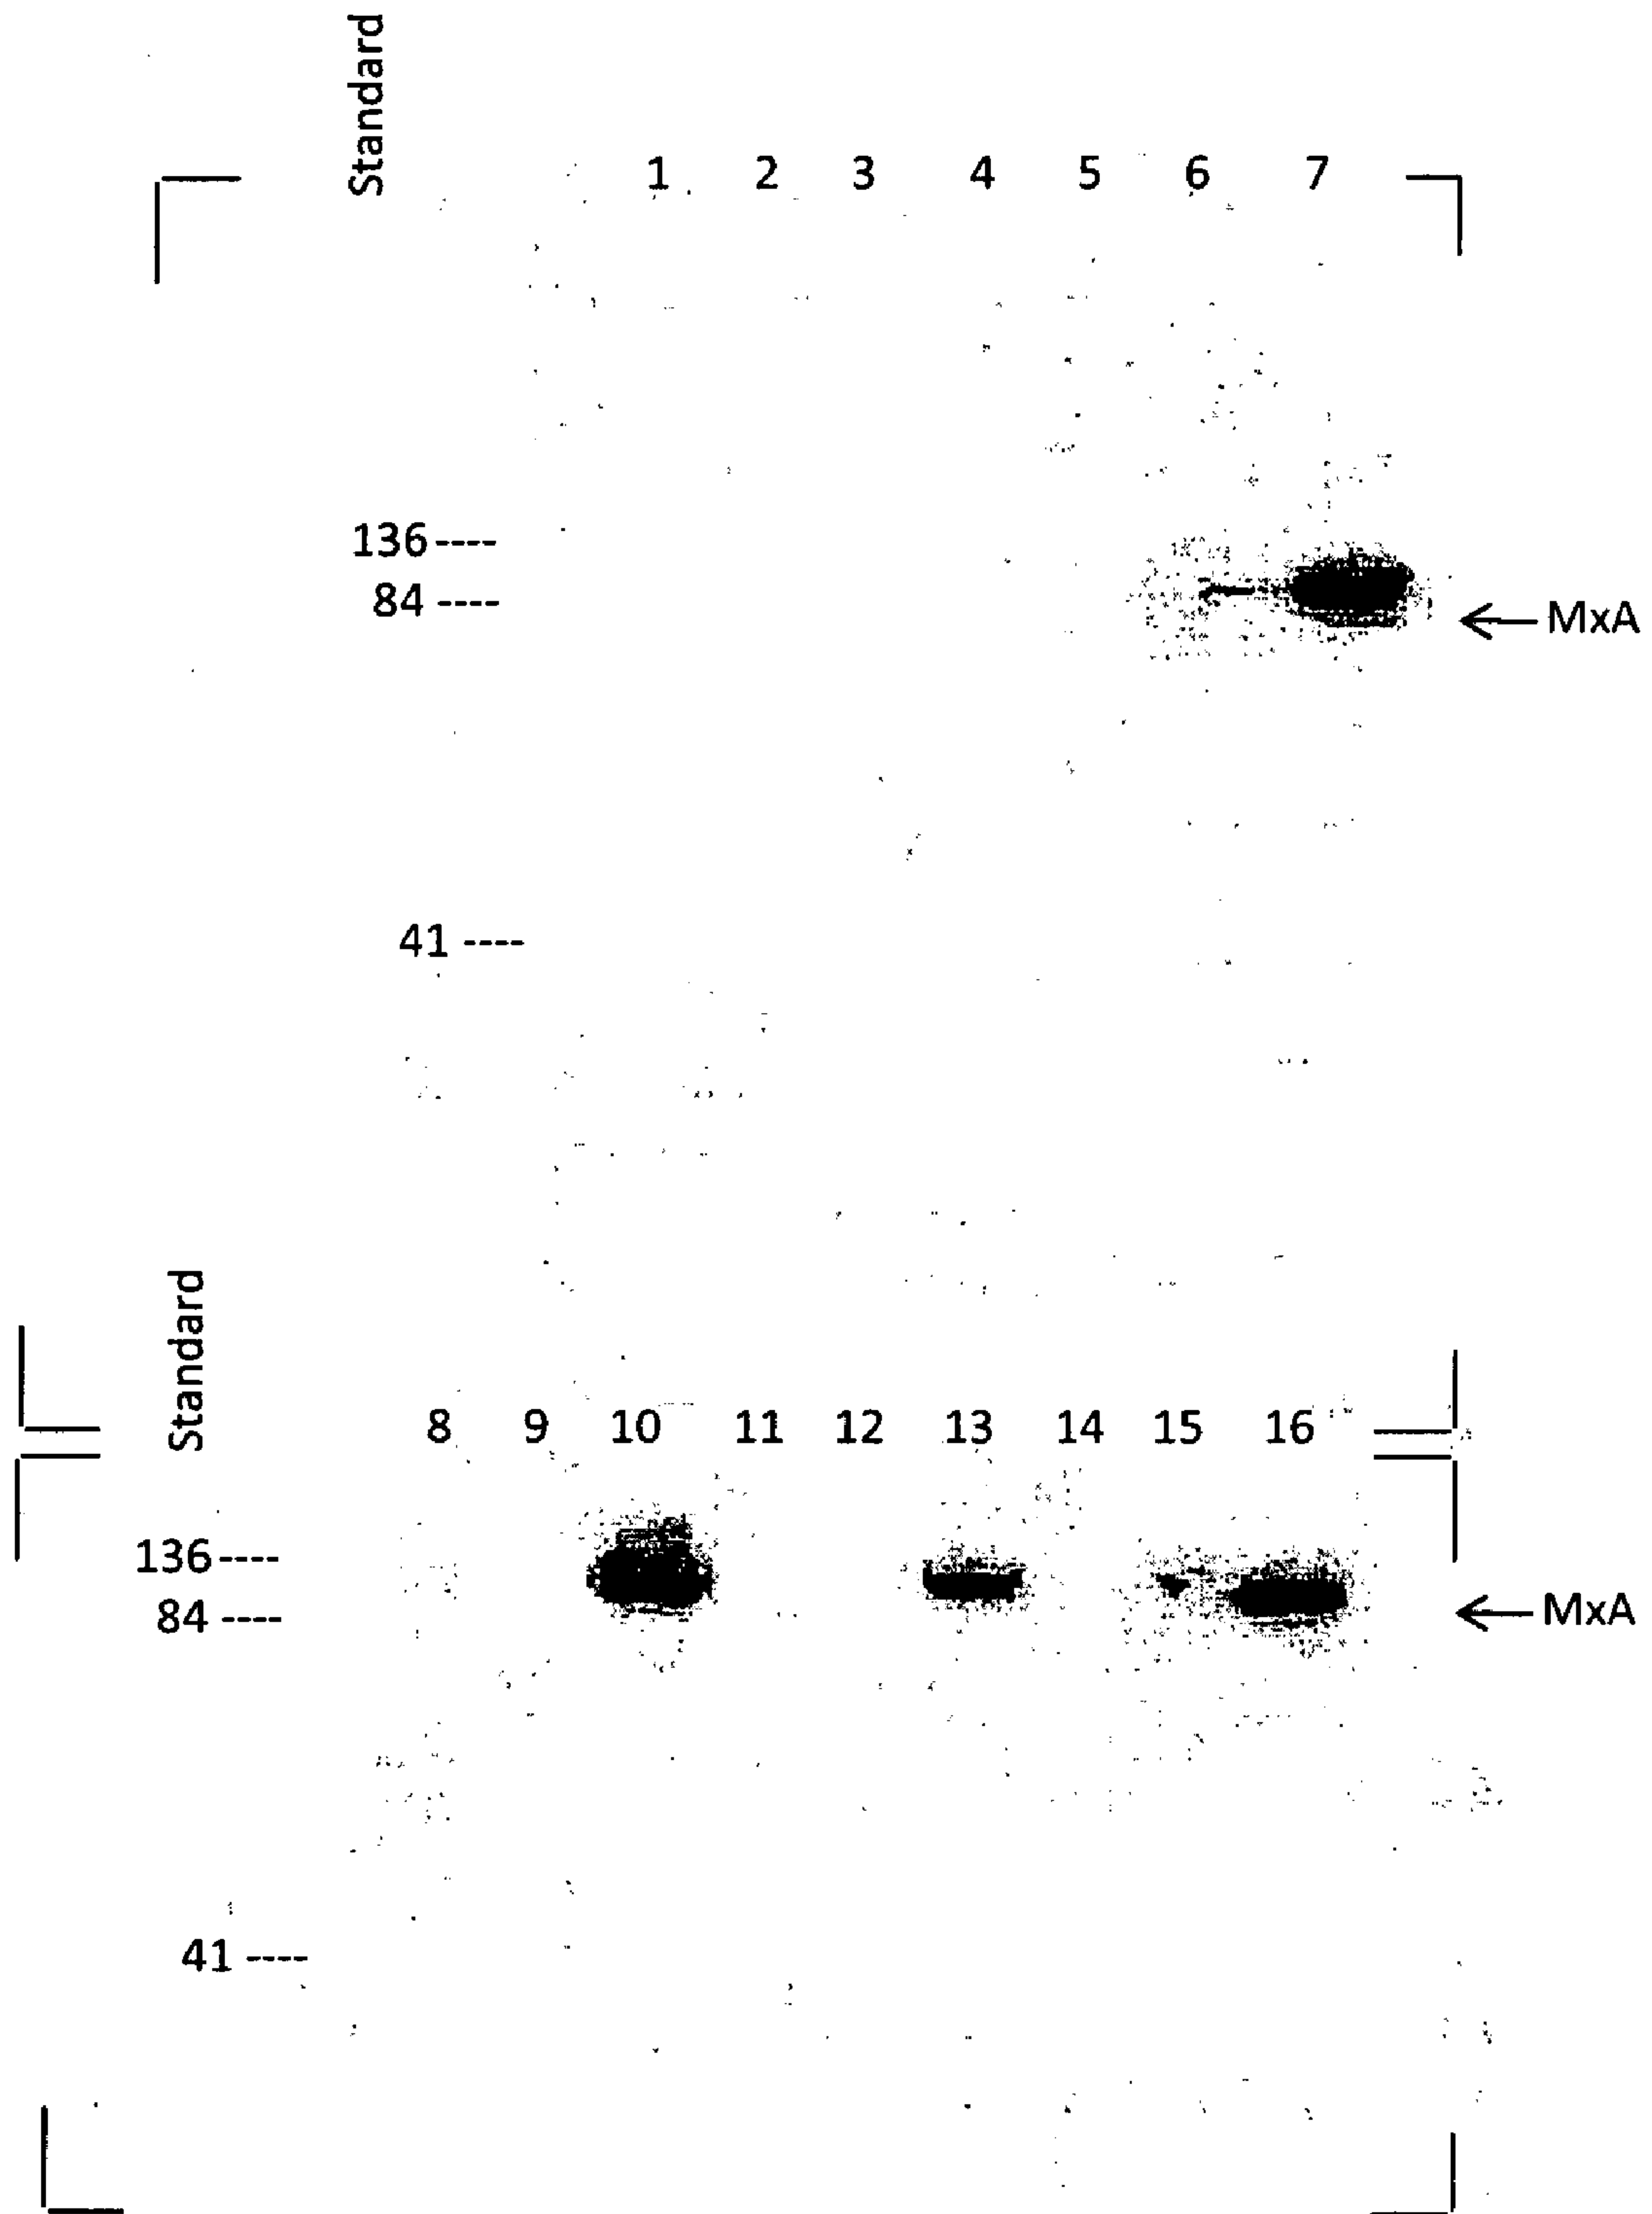 Standard 1 2 3 4 5 6 7
136----
84 ----
← MxA
41 ----
Standard 8 9 10 11 12 13 14 15 16
136----
84 ----
← MxA
41 ----